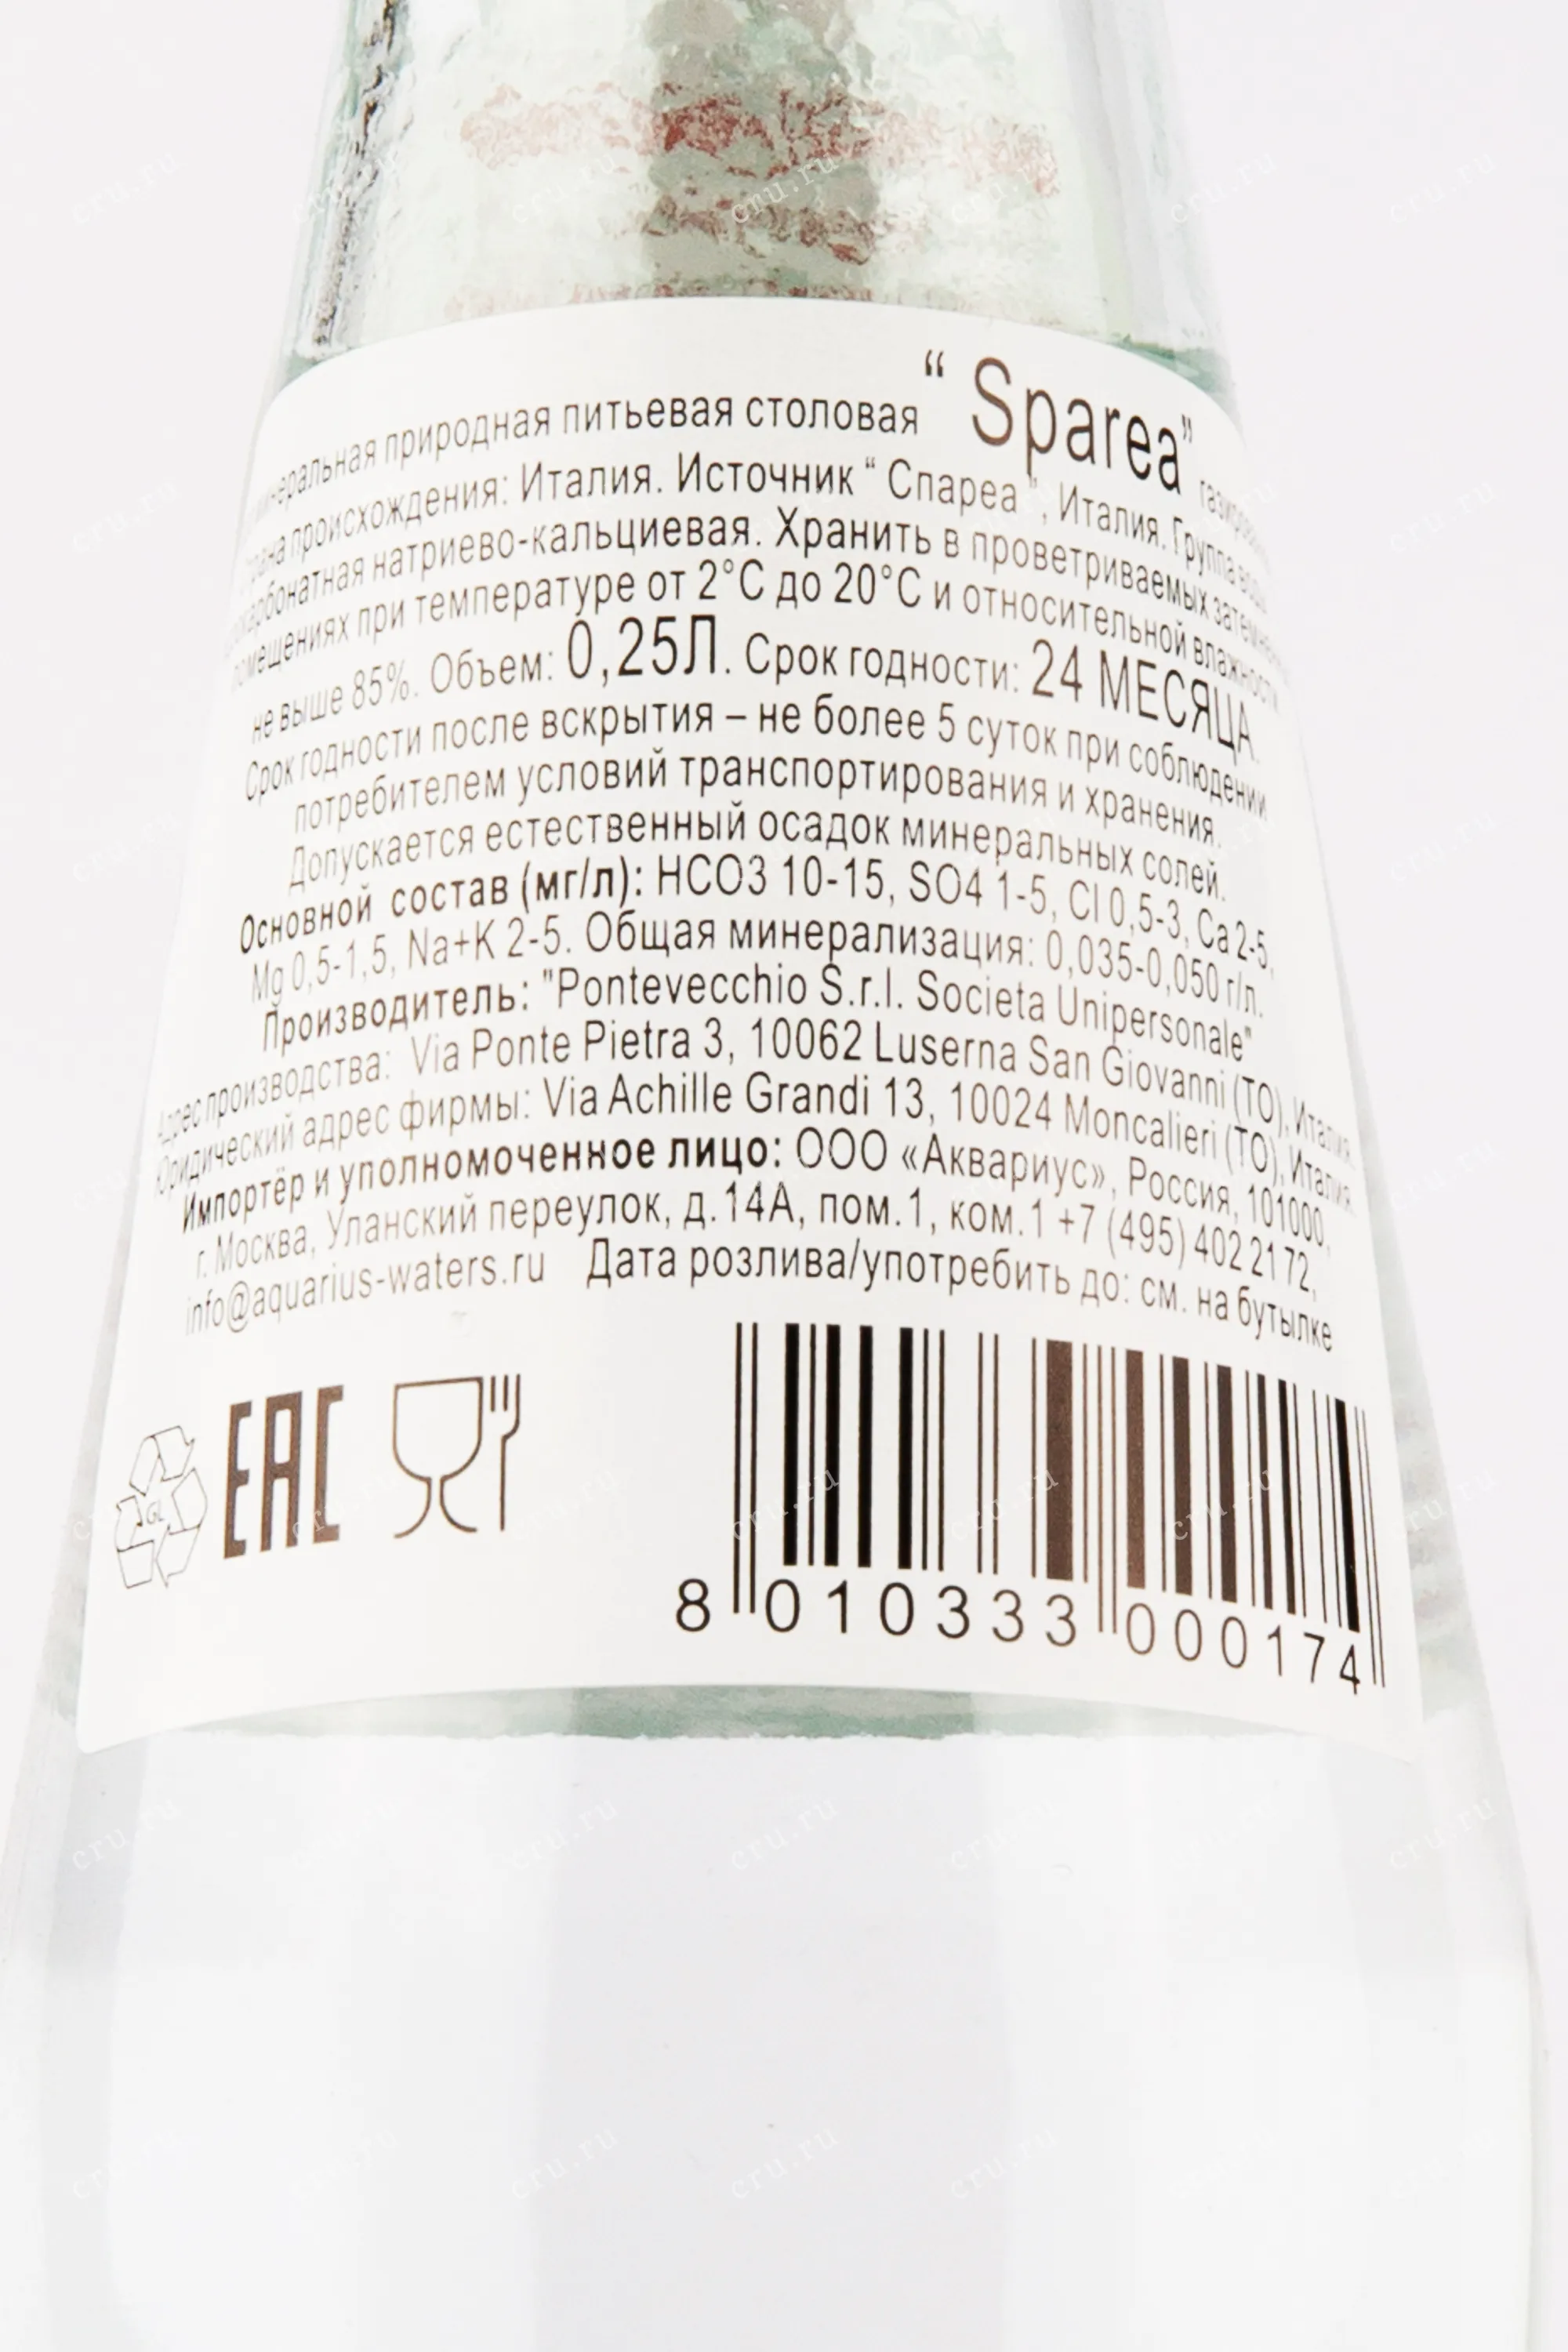 минеральная природная питьевая столовая “ Sparea”
происхождения: Италия. Источник “ Спареа ”, Италия. Группа воды
натриево-кальциевая. Хранить в проветриваемых
помещениях при температуре от 2°C до 20°C и относительной влажности
не выше 85%. Объем: 0,25Л. Срок годности: 24 МЕСЯЦА.
Срок годности после вскрытия – не более 5 суток при соблюдении
потребителем условий транспортирования и хранения.
Допускается естественный осадок минеральных солей.
Основной состав (мг/л): HCO3 10-15, SO4 1-5, Cl 0,5-3, Ca 2-5,
Mg 0,5-1,5, Na+K 2-5. Общая минерализация: 0,035-0,050 г/л.
Производитель: "Pontevecchio S.r.l. Societa Unipersonale"
Адрес производства: Via Ponte Pietra 3, 10062 Luserna San Giovanni (TO), Италия.
Юридический адрес фирмы: Via Achille Grandi 13, 10024 Moncalieri (TO), Италия.
Импортёр и уполномоченное лицо: ООО «Аквариус», Россия, 101000,
г. Москва, Уланский переулок, д.14А, пом.1, ком.1 +7 (495) 402 21 72,
info@aquarius-waters.ru Дата розлива/употребить до: см. на бутылке
GL
EAC
8 010333 000174
cru.ru